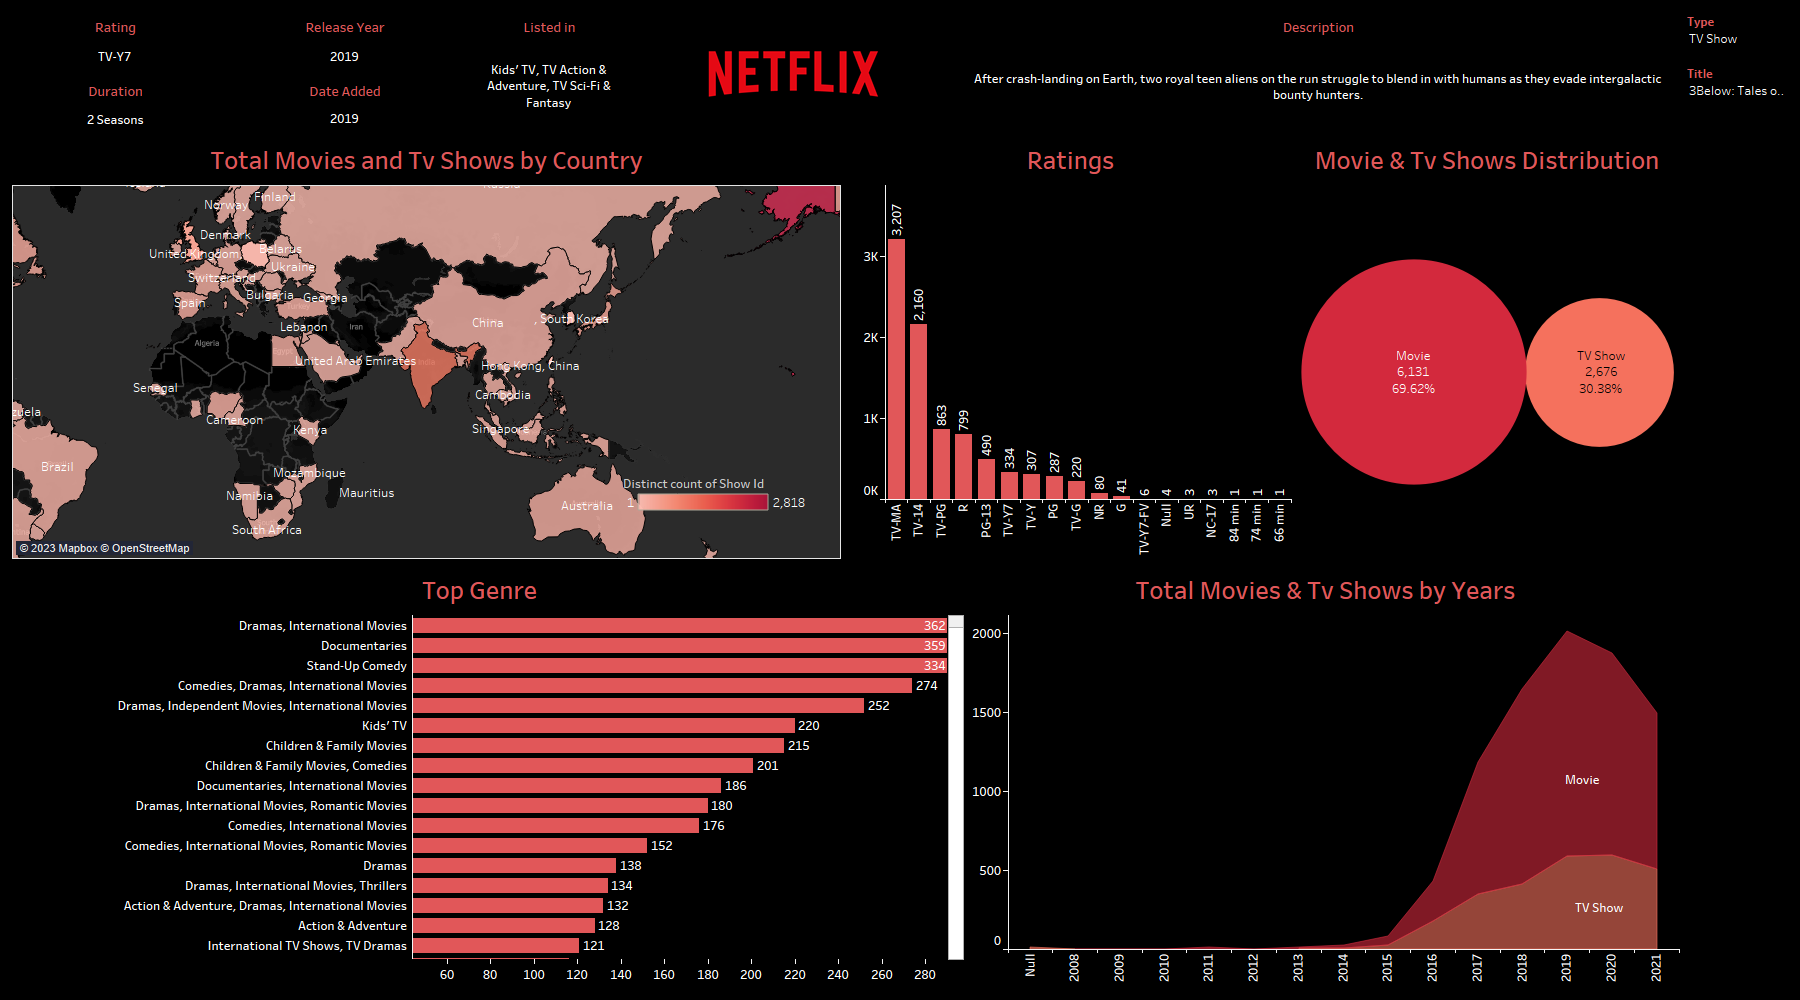 Rating
TV-Y7
Duration
2 Seasons
Release Year
2019
Date Added
2019
Listed in
Kids' TV, TV Action &
Adventure, TV Sci-Fi &
Fantasy
NETFLIX
Description
After crash-landing on Earth, two royal teen aliens on the run struggle to blend in with humans as they evade intergalactic
bounty hunters.
Type
TV Show
Title
3Below: Tales o..
Total Movies and Tv Shows by Country
Norway
Finland
Denmark
United Kingdom
Belarus
Ukraine
Switzerland
Bulgaria
Georgia
Spain
Lebanon
Iran
Algeria
Egypt
United Arab Emirates
India
China
South Korea
Hong Kong, China
Cambodia
Singapore
Senegal
Cameroon
Kenya
Mozambique
Mauritius
Namibia
South Africa
zuela
Brazil
Australia
Distinct count of Show Id
1
2,818
© 2023 Mapbox © OpenStreetMap
Ratings
3K
2K
1K
0K
3,207
2,160
863
799
490
334
307
287
220
80
41
6
4
3
3
1
1
1
TV-MA
TV-14
TV-PG
R
PG-13
TV-Y7
TV-Y
PG
TV-G
NR
G
TV-Y7-FV
Null
UR
NC-17
84 min
74 min
66 min
Movie & Tv Shows Distribution
Movie
6,131
69.62%
TV Show
2,676
30.38%
Top Genre
Dramas, International Movies 362
Documentaries 359
Stand-Up Comedy 334
Comedies, Dramas, International Movies 274
Dramas, Independent Movies, International Movies 252
Kids' TV 220
Children & Family Movies 215
Children & Family Movies, Comedies 201
Documentaries, International Movies 186
Dramas, International Movies, Romantic Movies 180
Comedies, International Movies 176
Comedies, International Movies, Romantic Movies 152
Dramas 138
Dramas, International Movies, Thrillers 134
Action & Adventure, Dramas, International Movies 132
Action & Adventure 128
International TV Shows, TV Dramas 121
60 80 100 120 140 160 180 200 220 240 260 280
Total Movies & Tv Shows by Years
2000
1500
1000
500
0
Movie
TV Show
Null 2008 2009 2010 2011 2012 2013 2014 2015 2016 2017 2018 2019 2020 2021